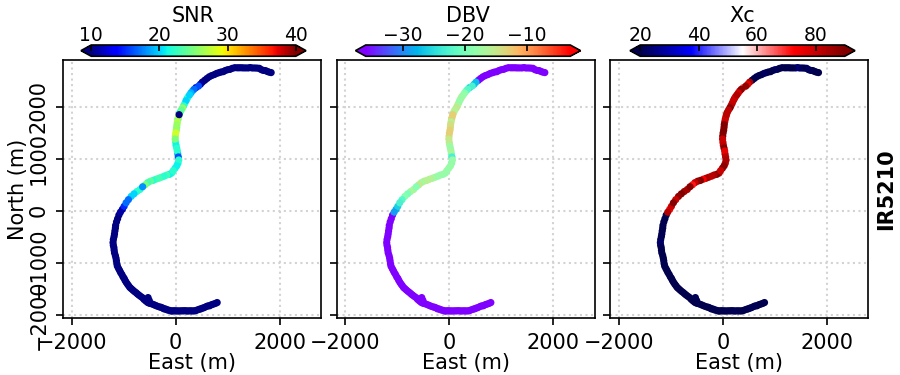 SNR
10 20 30 40
DBV
−30 −20 −10
Xc
20 40 60 80
North (m)
2000
1000
0
−1000
−2000
−2000 0 2000
East (m)
−2000 0 2000
East (m)
−2000 0 2000
East (m)
IR5210